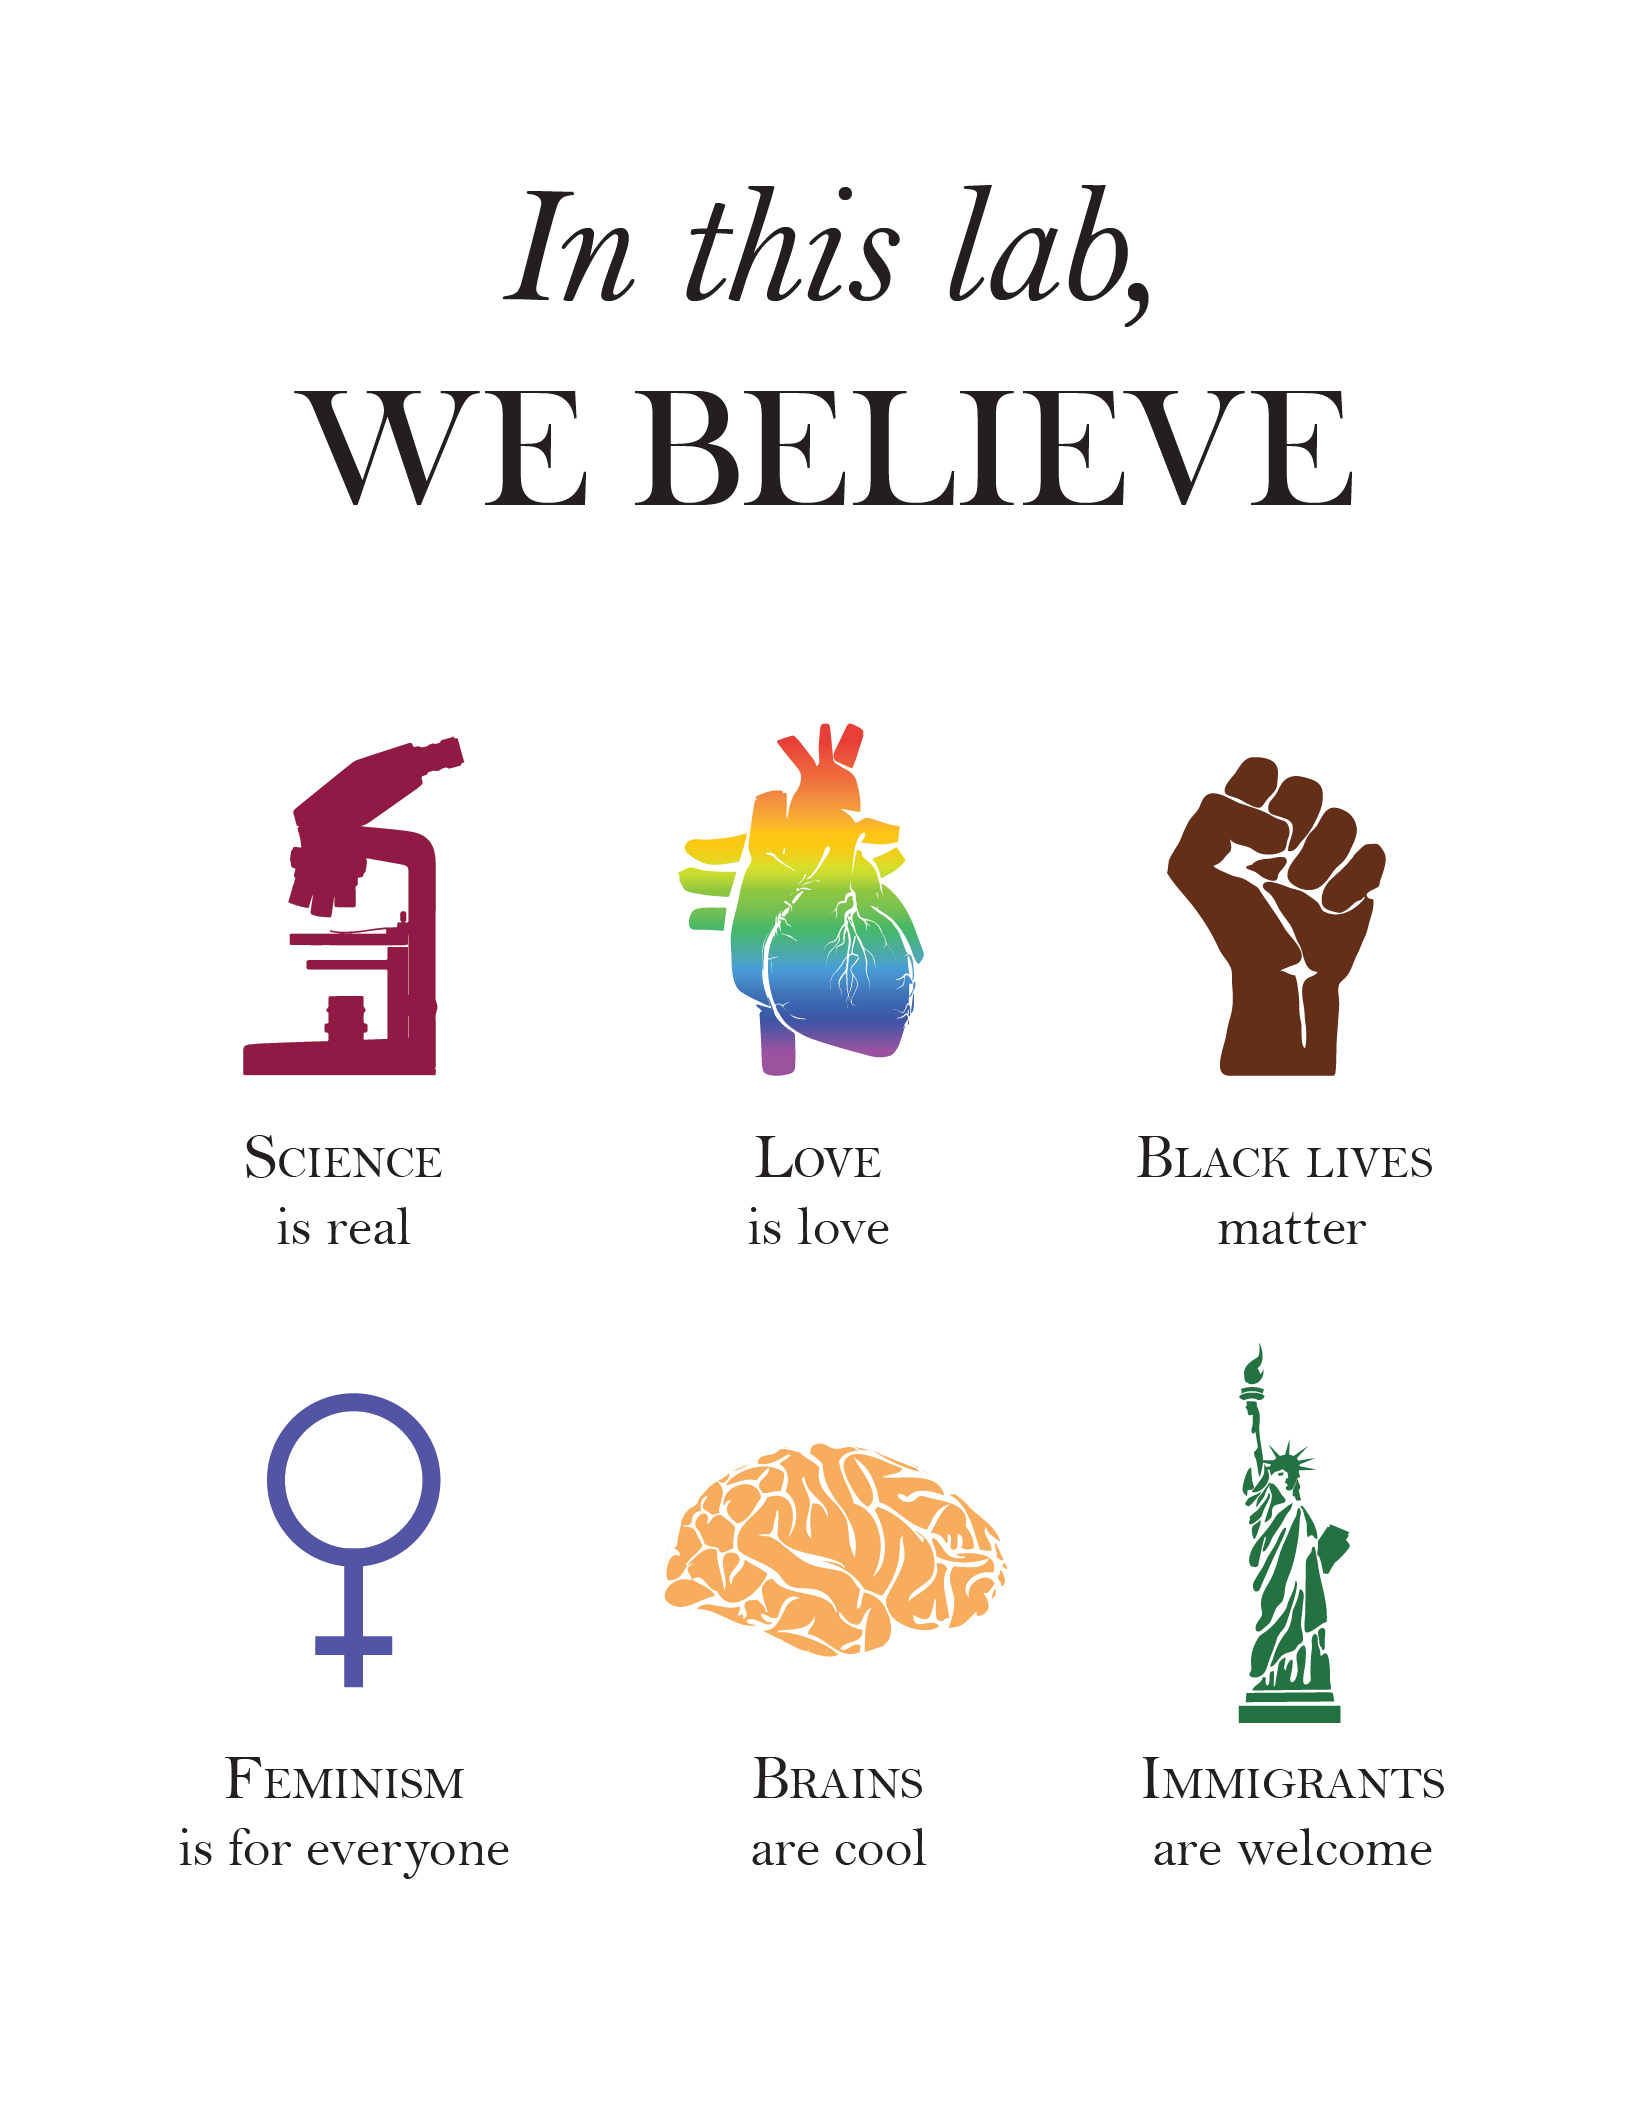 In this lab,
WE BELIEVE
SCIENCE
is real
LOVE
is love
BLACK LIVES
matter
FEMINISM
is for everyone
BRAINS
are cool
IMMIGRANTS
are welcome